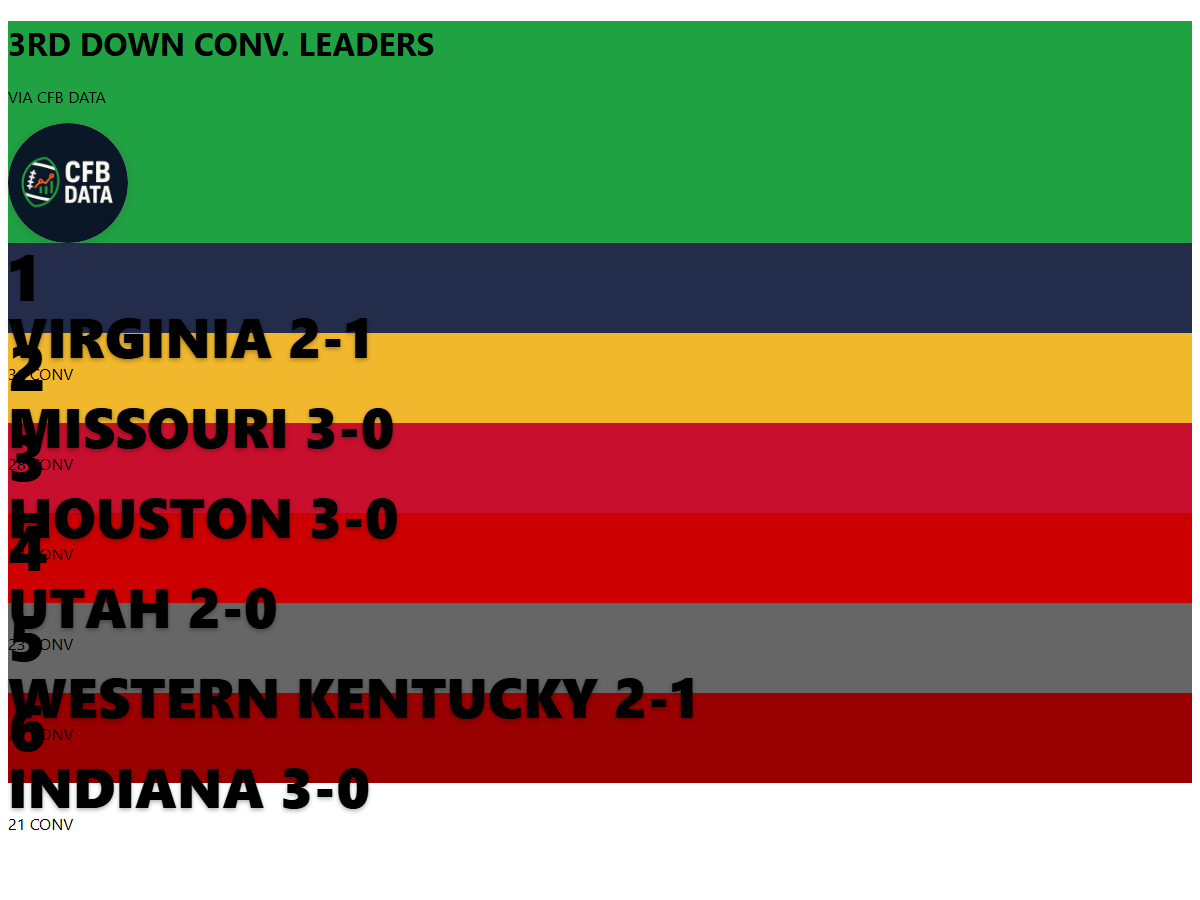 3RD DOWN CONV. LEADERS
VIA CFB DATA
CFB
DATA
1
VIRGINIA 2-1
CONV
2
MISSOURI 3-0
28 CONV
3
HOUSTON 3-0
CONV
4
UTAH 2-0
23 CONV
5
WESTERN KENTUCKY 2-1
CONV
6
INDIANA 3-0
21 CONV